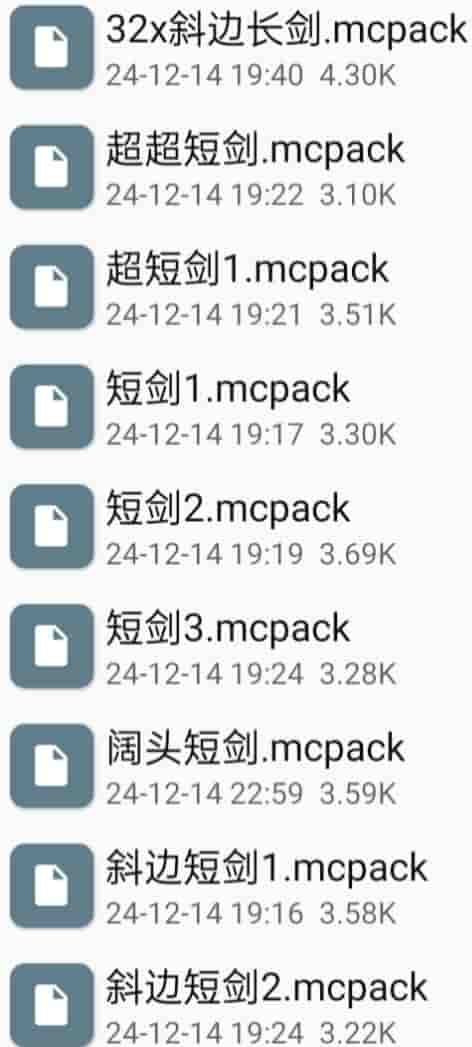 32x斜边长剑.mcpack
24-12-14 19:40 4.30K
超超短剑.mcpack
24-12-14 19:22 3.10K
超短剑1.mcpack
24-12-14 19:21 3.51K
短剑1.mcpack
24-12-14 19:17 3.30K
短剑2.mcpack
24-12-14 19:19 3.69K
短剑3.mcpack
24-12-14 19:24 3.28K
阔头短剑.mcpack
24-12-14 22:59 3.59K
斜边短剑1.mcpack
24-12-14 19:16 3.58K
斜边短剑2.mcpack
24-12-14 19:24 3.22K